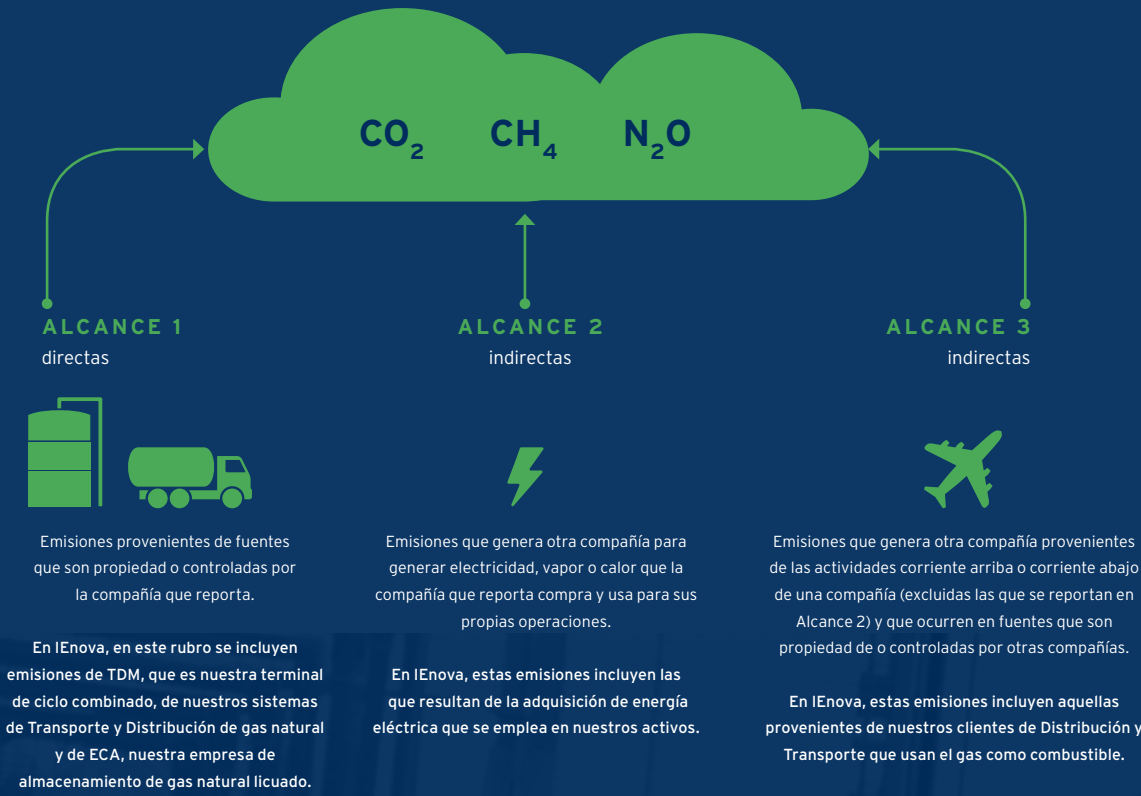 CO₂ CH₄ N₂O
ALCANCE 1
directas
Emisiones provenientes de fuentes
que son propiedad o controladas por
la compañía que reporta.
En IEnova, en este rubro se incluyen
emisiones de TDM, que es nuestra terminal
de ciclo combinado, de nuestros sistemas
de Transporte y Distribución de gas natural
y de ECA, nuestra empresa de
almacenamiento de gas natural licuado.
ALCANCE 2
indirectas
Emisiones que genera otra compañía para
generar electricidad, vapor o calor que la
compañía que reporta compra y usa para sus
propias operaciones.
En IEnova, estas emisiones incluyen las
que resultan de la adquisición de energía
eléctrica que se emplea en nuestros activos.
ALCANCE 3
indirectas
Emisiones que genera otra compañía provenientes
de las actividades corriente arriba o corriente abajo
de una compañía (excluidas las que se reportan en
Alcance 2) y que ocurren en fuentes que son
propiedad de o controladas por otras compañías.
En IEnova, estas emisiones incluyen aquellas
provenientes de nuestros clientes de Distribución y
Transporte que usan el gas como combustible.